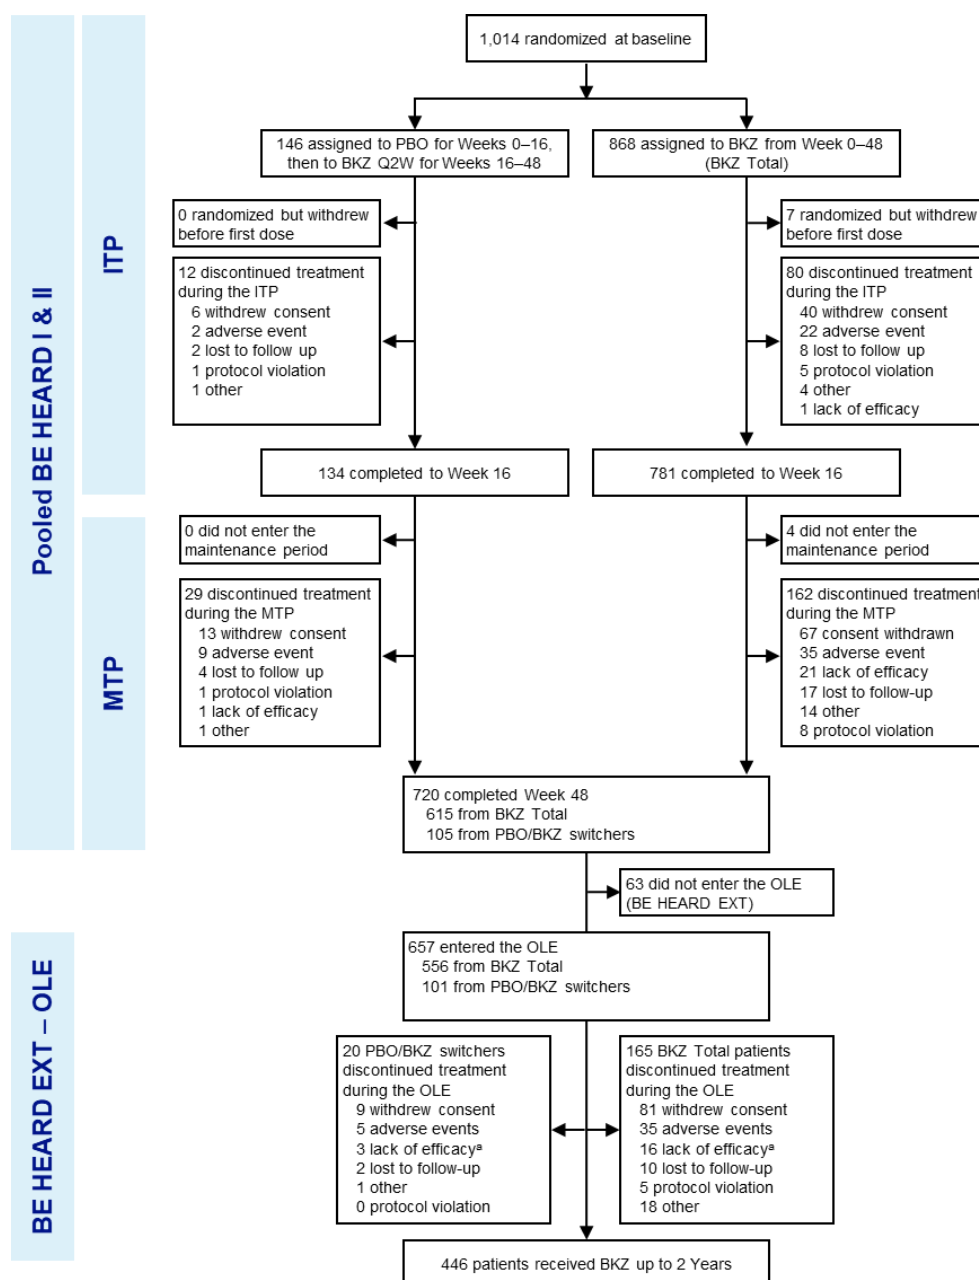 1,014 randomized at baseline
Pooled BE HEARD I & II
ITP
146 assigned to PBO for Weeks 0–16,
then to BKZ Q2W for Weeks 16–48
868 assigned to BKZ from Week 0–48
(BKZ Total)
0 randomized but withdrew
before first dose
7 randomized but withdrew
before first dose
12 discontinued treatment
during the ITP
6 withdrew consent
2 adverse event
2 lost to follow up
1 protocol violation
1 other
80 discontinued treatment
during the ITP
40 withdrew consent
22 adverse event
8 lost to follow up
5 protocol violation
4 other
1 lack of efficacy
134 completed to Week 16
781 completed to Week 16
MTP
0 did not enter the
maintenance period
4 did not enter the
maintenance period
29 discontinued treatment
during the MTP
13 withdrew consent
9 adverse event
4 lost to follow up
1 protocol violation
1 lack of efficacy
1 other
162 discontinued treatment
during the MTP
67 consent withdrawn
35 adverse event
21 lack of efficacy
17 lost to follow-up
14 other
8 protocol violation
720 completed Week 48
615 from BKZ Total
105 from PBO/BKZ switchers
63 did not enter the OLE
(BE HEARD EXT)
BE HEARD EXT – OLE
657 entered the OLE
556 from BKZ Total
101 from PBO/BKZ switchers
20 PBO/BKZ switchers
discontinued treatment
during the OLE
9 withdrew consent
5 adverse events
3 lack of efficacyª
2 lost to follow-up
1 other
0 protocol violation
165 BKZ Total patients
discontinued treatment
during the OLE
81 withdrew consent
35 adverse events
16 lack of efficacyª
10 lost to follow-up
5 protocol violation
18 other
446 patients received BKZ up to 2 Years